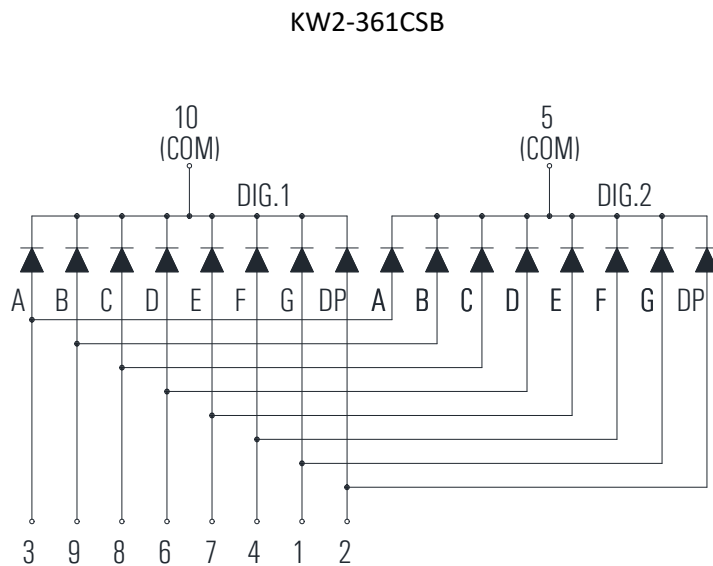 KW2-361CSB
10 5
(COM) (COM)
DIG.1 DIG.2
A B C D E F G DP A B C D E F G DP
3 9 8 6 7 4 1 2